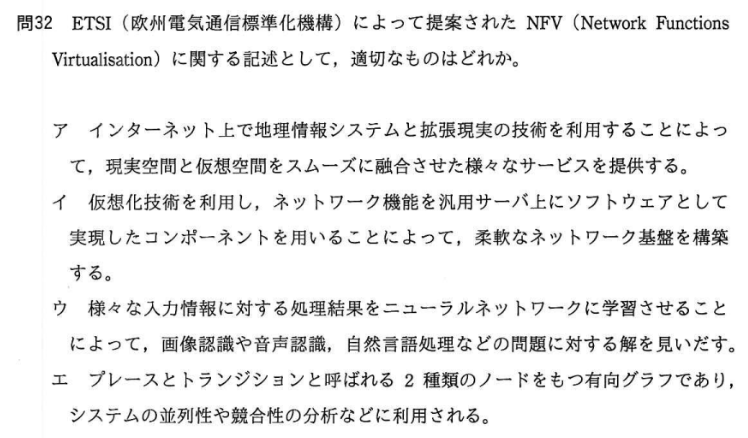 問32 ETSI（欧州電気通信標準化機構）によって提案された NFV（Network Functions
Virtualisation）に関する記述として，適切なものはどれか。
ア インターネット上で地理情報システムと拡張現実の技術を利用することによっ
て，現実空間と仮想空間をスムーズに融合させた様々なサービスを提供する。
イ 仮想化技術を利用し，ネットワーク機能を汎用サーバ上にソフトウェアとして
実現したコンポーネントを用いることによって，柔軟なネットワーク基盤を構築
する。
ウ 様々な入力情報に対する処理結果をニューラルネットワークに学習させること
によって，画像認識や音声認識，自然言語処理などの問題に対する解を見いだす。
エ プレースとトランジションと呼ばれる 2 種類のノードをもつ有向グラフであり，
システムの並列性や競合性の分析などに利用される。